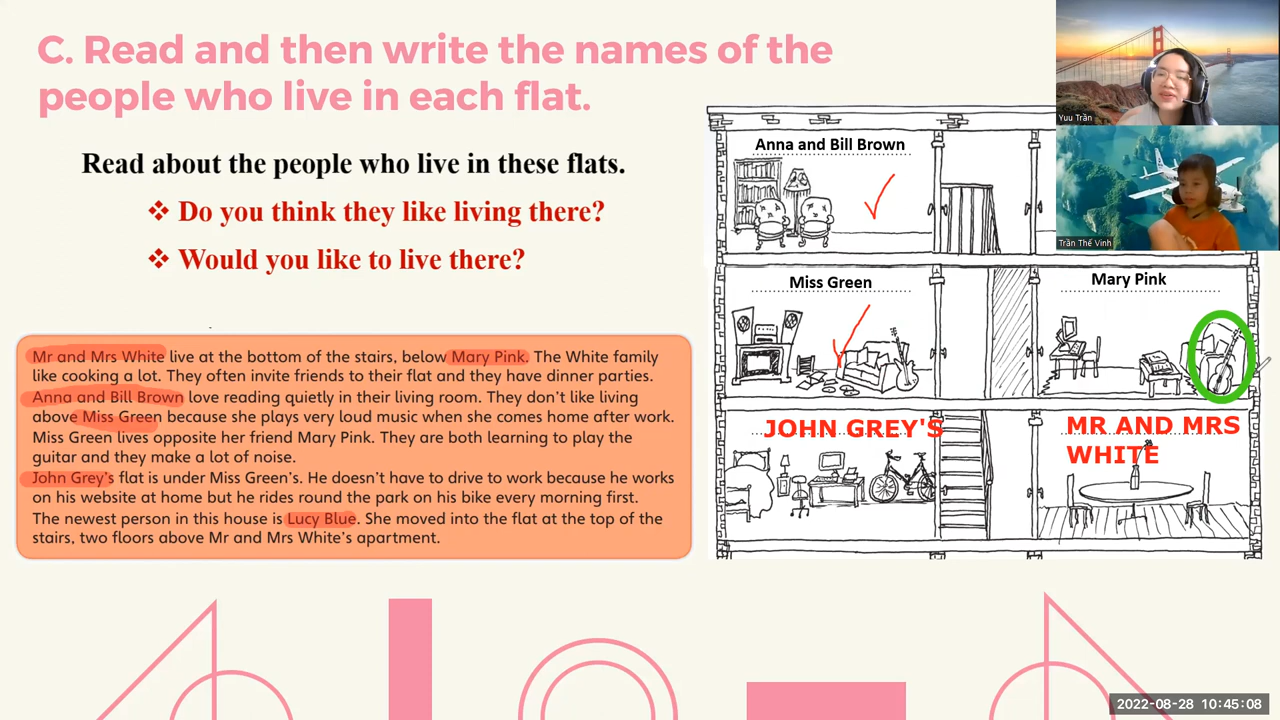 C. Read and then write the names of the
people who live in each flat.
Read about the people who live in these flats.
❖ Do you think they like living there?
❖ Would you like to live there?
Mr and Mrs White live at the bottom of the stairs, below Mary Pink. The White family
like cooking a lot. They often invite friends to their flat and they have dinner parties.
Anna and Bill Brown love reading quietly in their living room. They don't like living
above Miss Green because she plays very loud music when she comes home after work.
Miss Green lives opposite her friend Mary Pink. They are both learning to play the
guitar and they make a lot of noise.
John Grey's flat is under Miss Green's. He doesn't have to drive to work because he works
on his website at home but he rides round the park on his bike every morning first.
The newest person in this house is Lucy Blue. She moved into the flat at the top of the
stairs, two floors above Mr and Mrs White's apartment.
Anna and Bill Brown
Miss Green
Mary Pink
JOHN GREY'S
MR AND MRS
WHITE
Yuu Trần
Trần Thế Vinh
2022-08-28 10:45:08